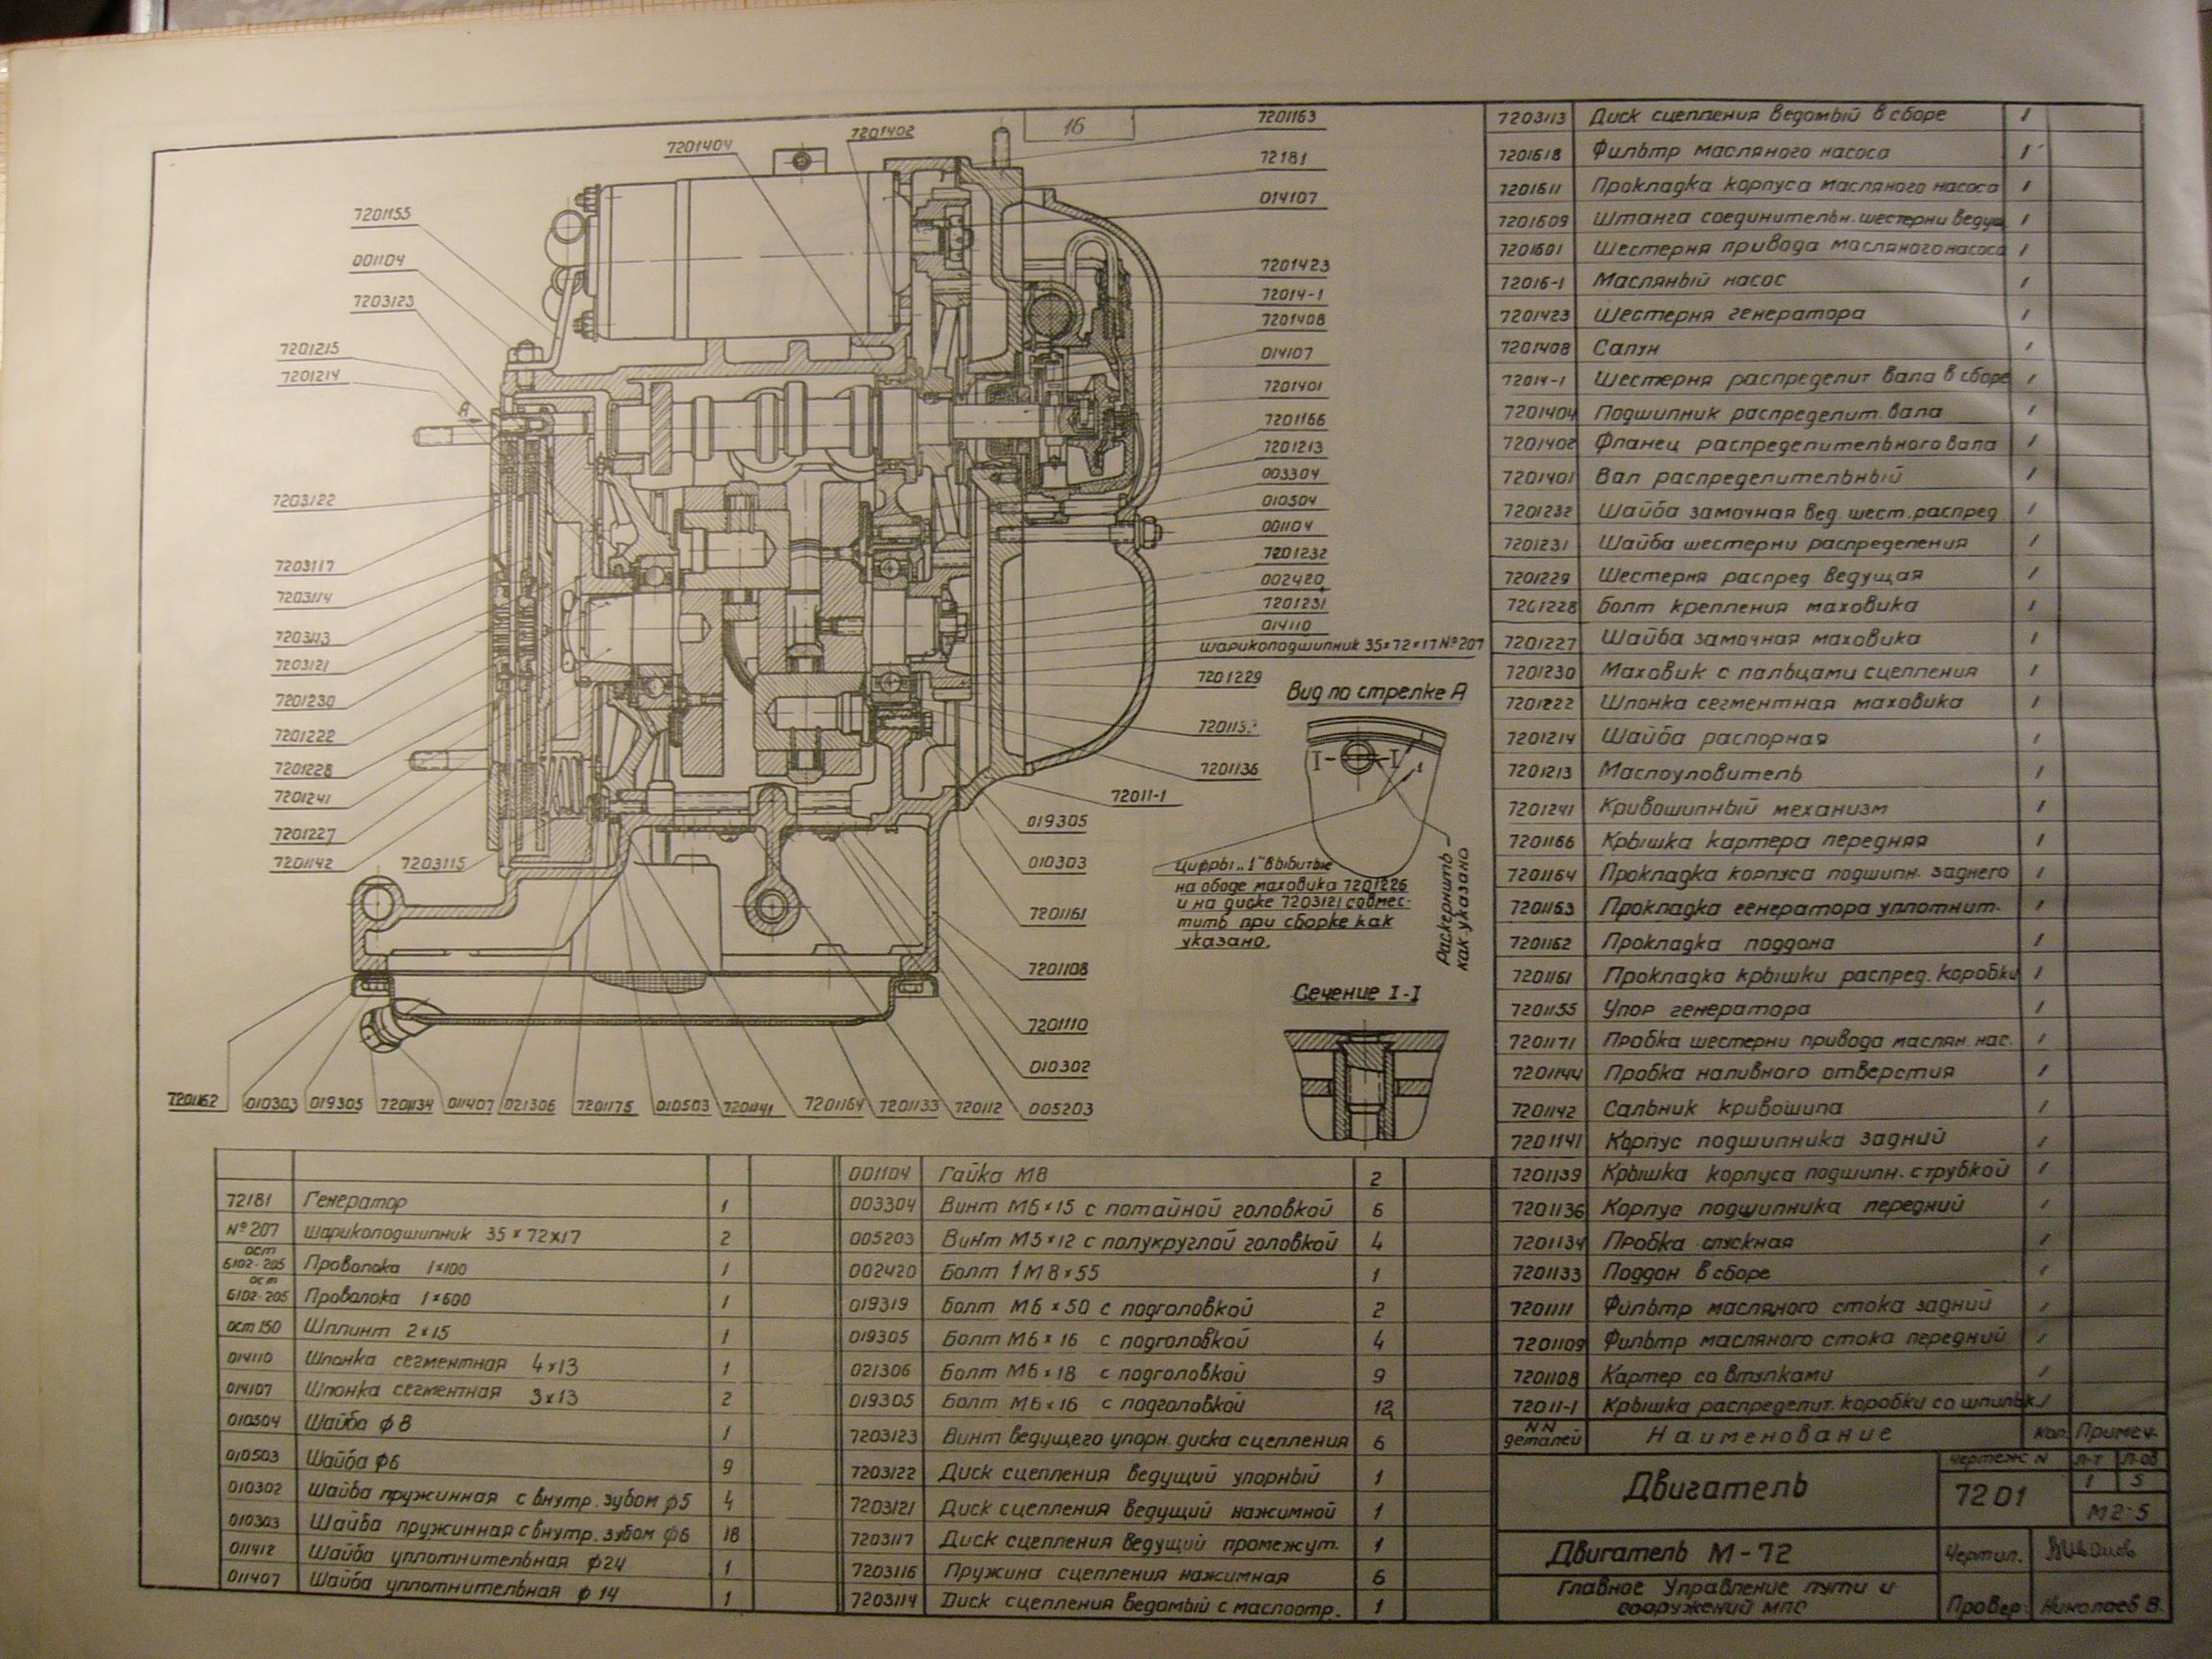 16
7201404
7201402
7201155
001104
7203123
7201215
7201214
А
7203122
7203117
7203114
7203113
7203121
7201230
7201222
7201228
7201241
7201227
7201142
7203115
7201163
72181
014107
7201423
72014-1
7201408
014107
7201401
7201166
7201213
003304
010504
001104
7201232
002420
7201231
014110
шарикоподшипник 35×72×17 №207
7201229
7201136
72011-1
019305
010303
7201161
7201108
7201110
010302
005203
7201162
010303
019305
7201134
011407
021306
7201175
010503
7201141
7201164
7201133
720112
Вид по стрелке А
I
I
1
1
Цифры „1" выбитые
на ободе маховика 7201226
и на диске 7203121 совмес-
тить при сборке как
указано.
Раскернить
как указано
Сечение I-I
7203113 Диск сцепления ведомый в сборе 1
7201618 Фильтр масляного насоса 1
7201611 Прокладка корпуса масляного насоса 1
7201609 Штанга соединительн. шестерни ведущ 1
7201601 Шестерня привода масляного насоса 1
72016-1 Масляный насос 1
7201423 Шестерня генератора 1
7201408 Сапун 1
72014-1 Шестерня распределит вала в сборе 1
7201404 Подшипник распределит. вала 1
7201402 Фланец распределительного вала 1
7201401 Вал распределительный 1
7201232 Шайба замочная вед. шест. распред. 1
7201231 Шайба шестерни распределения 1
7201229 Шестерня распред ведущая 1
7201228 Болт крепления маховика 1
7201227 Шайба замочная маховика 1
7201230 Маховик с пальцами сцепления 1
7201222 Шпонка сегментная маховика 1
7201214 Шайба распорная 1
7201213 Маслоуловитель 1
7201241 Кривошипный механизм 1
7201166 Крышка картера передняя 1
7201164 Прокладка корпуса подшипн. заднего 1
7201163 Прокладка генератора уплотнит. 1
7201162 Прокладка поддона 1
7201161 Прокладка крышки распред. коробки 1
7201155 Упор генератора 1
7201171 Пробка шестерни привода маслян. нас. 1
7201144 Пробка наливного отверстия 1
7201142 Сальник кривошипа 1
7201141 Корпус подшипника задний 1
7201139 Крышка корпуса подшипн. с трубкой 1
7201136 Корпус подшипника передний 1
7201134 Пробка спускная 1
7201133 Поддон в сборе 1
7201111 Фильтр масляного стока задний 1
7201109 Фильтр масляного стока передний 1
7201108 Картер со втулками 1
72011-1 Крышка распределит. коробки со шпильк. 1
NN деталей Наименование кол. Примеч.
72181 Генератор 1
№207 шарикоподшипник 35×72×17 2
ост 6102-205 Проволока 1×100 1
ост 6102-205 Проволока 1×600 1
ост 150 Шплинт 2×15 1
014110 Шпонка сегментная 4×13 1
014107 Шпонка сегментная 3×13 2
010504 Шайба ф8 1
010503 Шайба ф6 9
010302 Шайба пружинная с внутр. зубом ф5 4
010303 Шайба пружинная с внутр. зубом ф6 18
011412 Шайба уплотнительная ф24 1
011407 Шайба уплотнительная ф14 1
001104 Гайка М8 2
003304 Винт М6×15 с потайной головкой 6
005203 Винт М5×12 с полукруглой головкой 4
002420 Болт 1М8×55 1
019319 Болт М6×50 с подголовкой 2
019305 Болт М6×16 с подголовкой 4
021306 Болт М6×18 с подголовкой 9
019305 Болт М6×16 с подголовкой 12
7203123 Винт ведущего упорн. диска сцепления 6
7203122 Диск сцепления ведущий упорный 1
7203121 Диск сцепления ведущий нажимной 1
7203117 Диск сцепления ведущий промежут. 1
7203116 Пружина сцепления нажимная 6
7203114 Диск сцепления ведомый с маслоотр. 1
Двигатель
чертеж N л-т л-ов
7201 1 5
М2-5
Двигатель М-72
Чертил.
Главное Управление пути и
сооружений МПС
Провер. Николаев В.